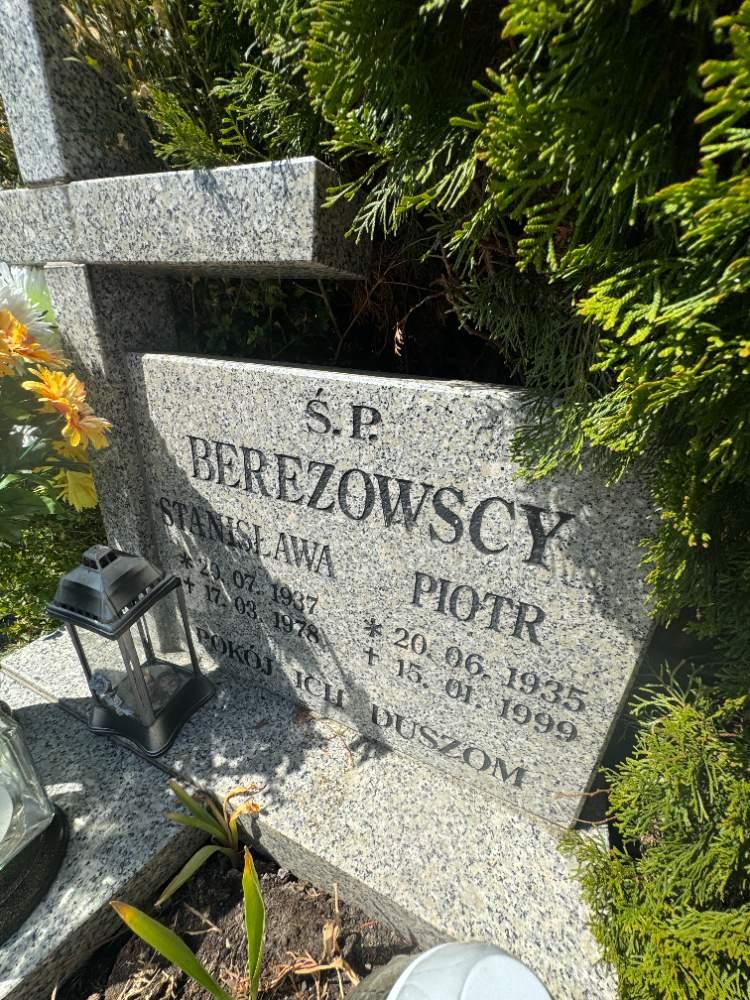 Ś. P.
BEREZOWSCY
STANISŁAWA
* 29. 07. 1937
+ 17. 03. 1978
PIOTR
* 20. 06. 1935
+ 15. 01. 1999
POKÓJ ICH DUSZOM